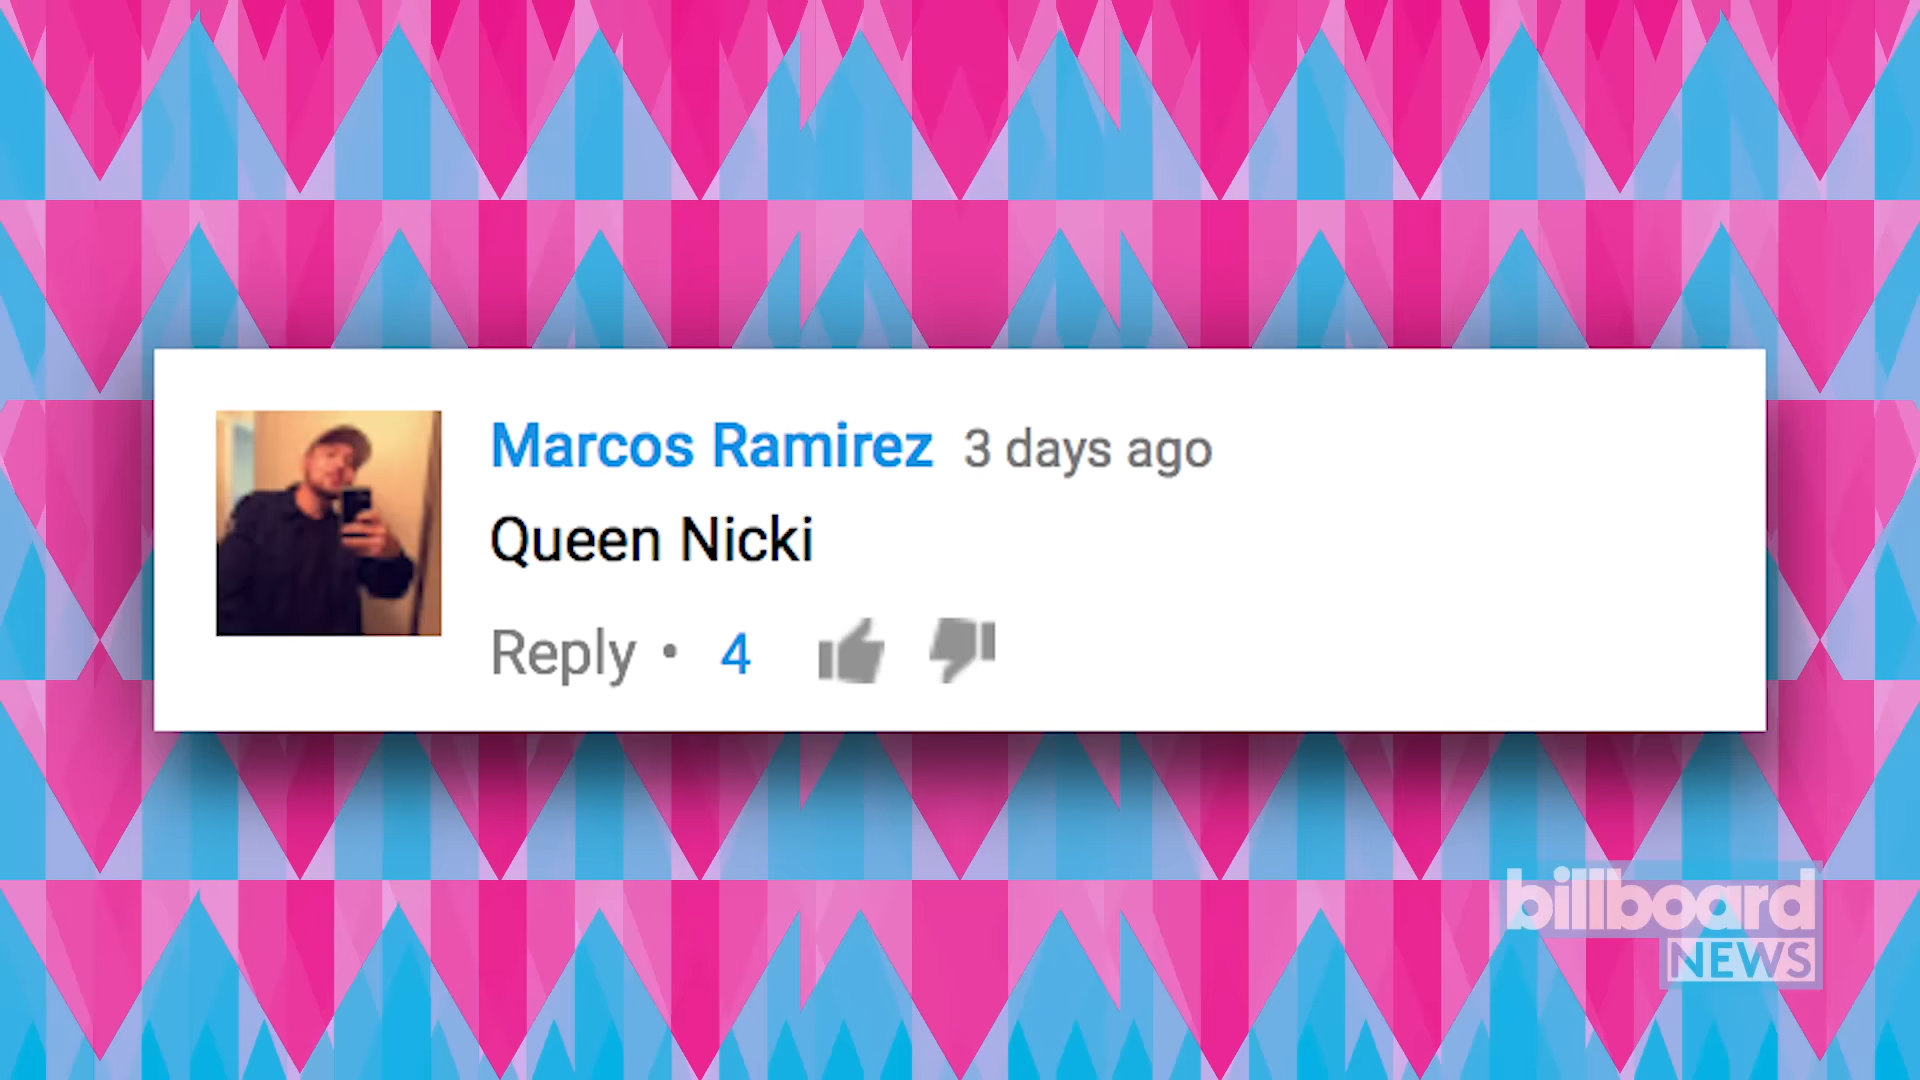 Marcos Ramirez 3 days ago
Queen Nicki
Reply • 4
billboard
NEWS